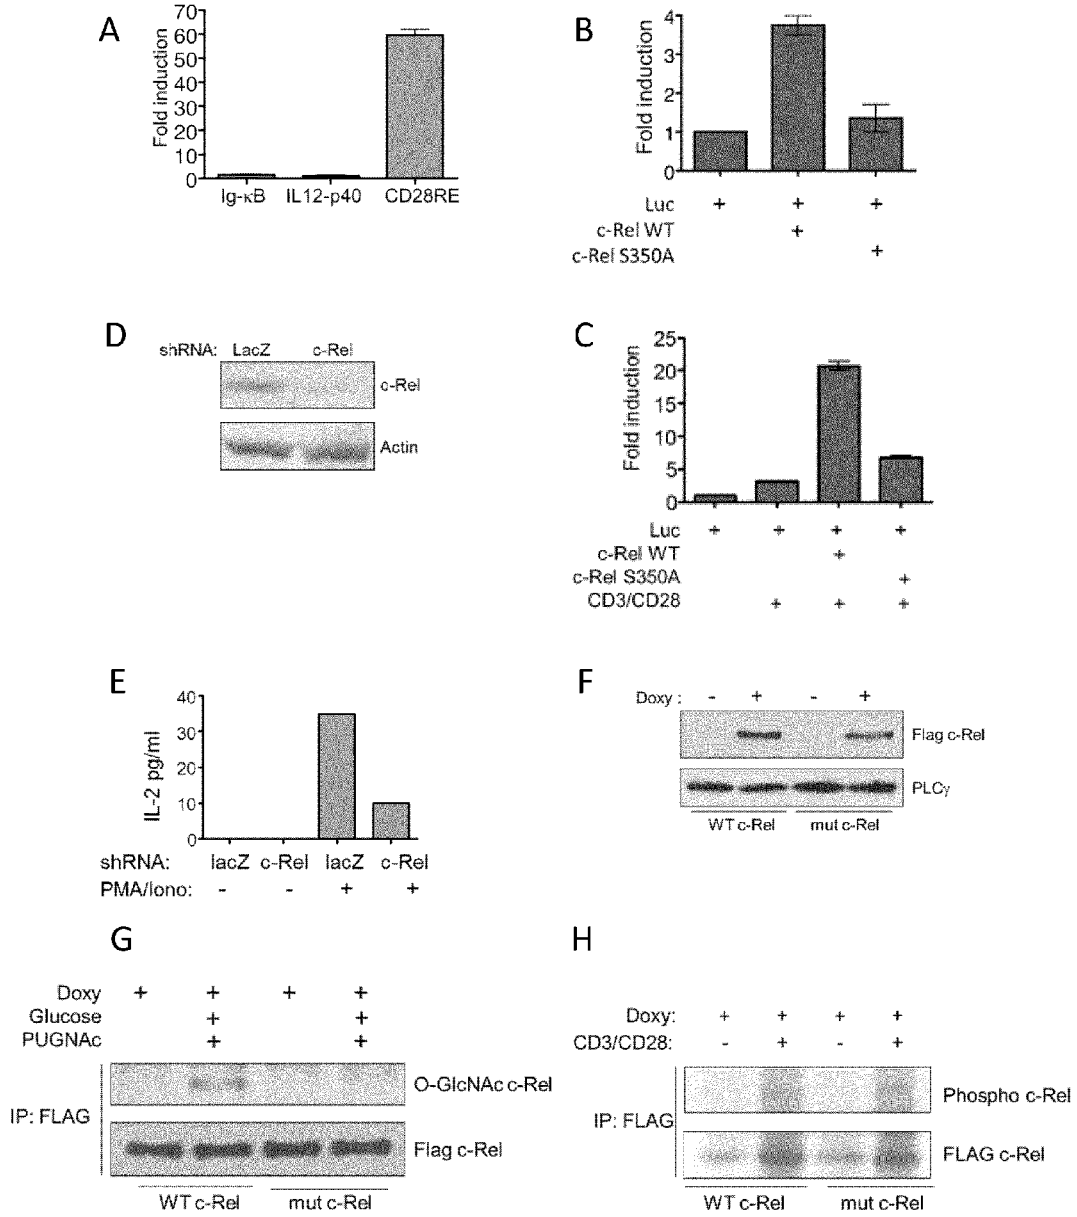 A
Fold induction
70
60
50
40
30
20
10
0
Ig-κB IL12-p40 CD28RE
B
Fold induction
4
3
2
1
0
Luc + + +
c-Rel WT +
c-Rel S350A +
D
shRNA: LacZ c-Rel
c-Rel
Actin
C
Fold induction
25
20
15
10
5
0
Luc + + + +
c-Rel WT +
c-Rel S350A +
CD3/CD28 + + +
E
IL-2 pg/ml
40
30
20
10
0
shRNA: lacZ c-Rel lacZ c-Rel
PMA/Iono: - - + +
F
Doxy : - + - +
Flag c-Rel
PLCγ
WT c-Rel mut c-Rel
G
Doxy + + + +
Glucose + +
PUGNAc + +
IP: FLAG
O-GlcNAc c-Rel
Flag c-Rel
WT c-Rel mut c-Rel
H
Doxy: + + + +
CD3/CD28: - + - +
IP: FLAG
Phospho c-Rel
FLAG c-Rel
WT c-Rel mut c-Rel